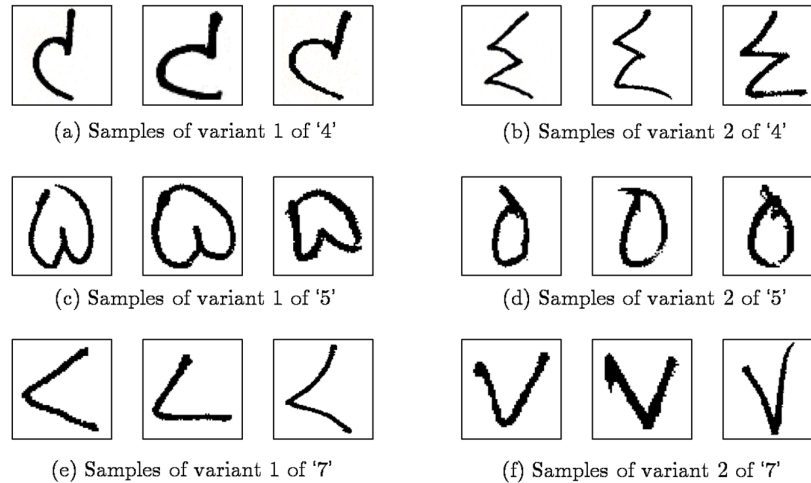 (a) Samples of variant 1 of ‘4’
(b) Samples of variant 2 of ‘4’
(c) Samples of variant 1 of ‘5’
(d) Samples of variant 2 of ‘5’
(e) Samples of variant 1 of ‘7’
(f) Samples of variant 2 of ‘7’